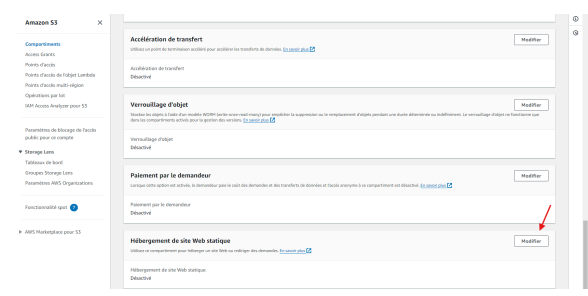 Amazon S3
Compartiments
Access Grants
Points d'accès
Points d'accès de l'objet Lambda
Points d'accès multi-région
Opérations par lot
IAM Access Analyzer pour S3
Paramètres de blocage de l'accès
public pour ce compte
Storage Lens
Tableaux de bord
Groupes Storage Lens
Paramètres AWS Organizations
Fonctionnalité spot 7
AWS Marketplace pour S3
Accélération de transfert
Modifier
Utilisez un point de terminaison accéléré pour accélérer les transferts de données. En savoir plus
Accélération de transfert
Désactivé
Verrouillage d'objet
Modifier
Stockez les objets à l'aide d'un modèle WORM (write-once-read-many) pour empêcher la suppression ou le remplacement d'objets pendant une durée déterminée ou indéfiniment. Le verrouillage d'objet ne fonctionne que
dans les compartiments activés pour la gestion des versions. En savoir plus
Verrouillage d'objet
Désactivé
Paiement par le demandeur
Modifier
Lorsque cette option est activée, le demandeur paie le coût des demandes et des transferts de données et l'accès anonyme à ce compartiment est désactivé. En savoir plus
Paiement par le demandeur
Désactivé
Hébergement de site Web statique
Modifier
Utilisez ce compartiment pour héberger un site Web ou rediriger des demandes. En savoir plus
Hébergement de site Web statique
Désactivé